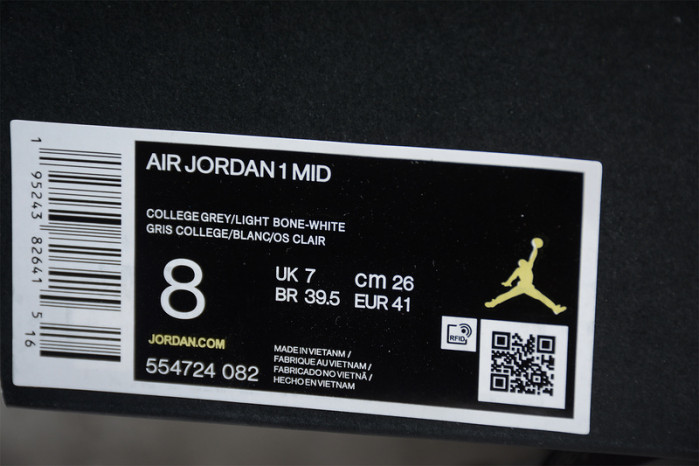 AIR JORDAN 1 MID
COLLEGE GREY/LIGHT BONE-WHITE
GRIS COLLEGE/BLANC/OS CLAIR
8
UK 7 cm 26
BR 39.5 EUR 41
JORDAN.COM
554724 082
MADE IN VIETANM /
FABRIQUE AU VIETNAM /
FABRICADO NO VIETNÃ /
HECHO EN VIETNAM
RFID
1 95243 82641 5 16